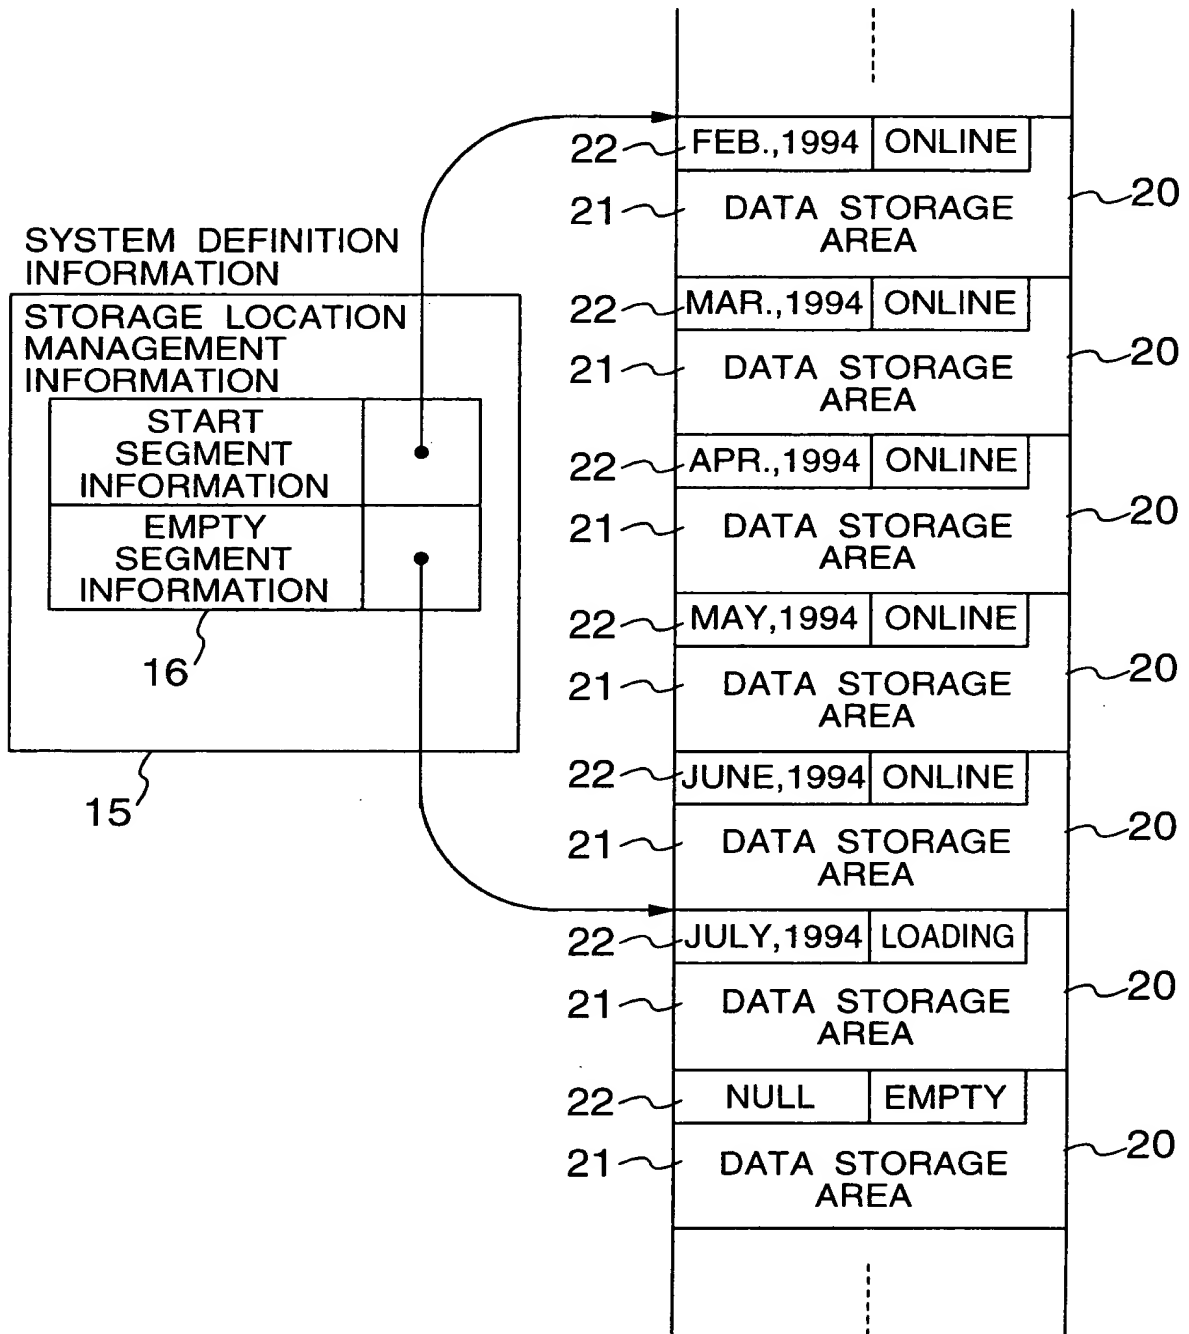 SYSTEM DEFINITION
INFORMATION
STORAGE LOCATION
MANAGEMENT
INFORMATION
START
SEGMENT
INFORMATION
EMPTY
SEGMENT
INFORMATION
16
15
22 FEB.,1994 ONLINE
21 DATA STORAGE 20
AREA
22 MAR.,1994 ONLINE
21 DATA STORAGE 20
AREA
22 APR.,1994 ONLINE
21 DATA STORAGE 20
AREA
22 MAY,1994 ONLINE
21 DATA STORAGE 20
AREA
22 JUNE,1994 ONLINE
21 DATA STORAGE 20
AREA
22 JULY,1994 LOADING
21 DATA STORAGE 20
AREA
22 NULL EMPTY
21 DATA STORAGE 20
AREA